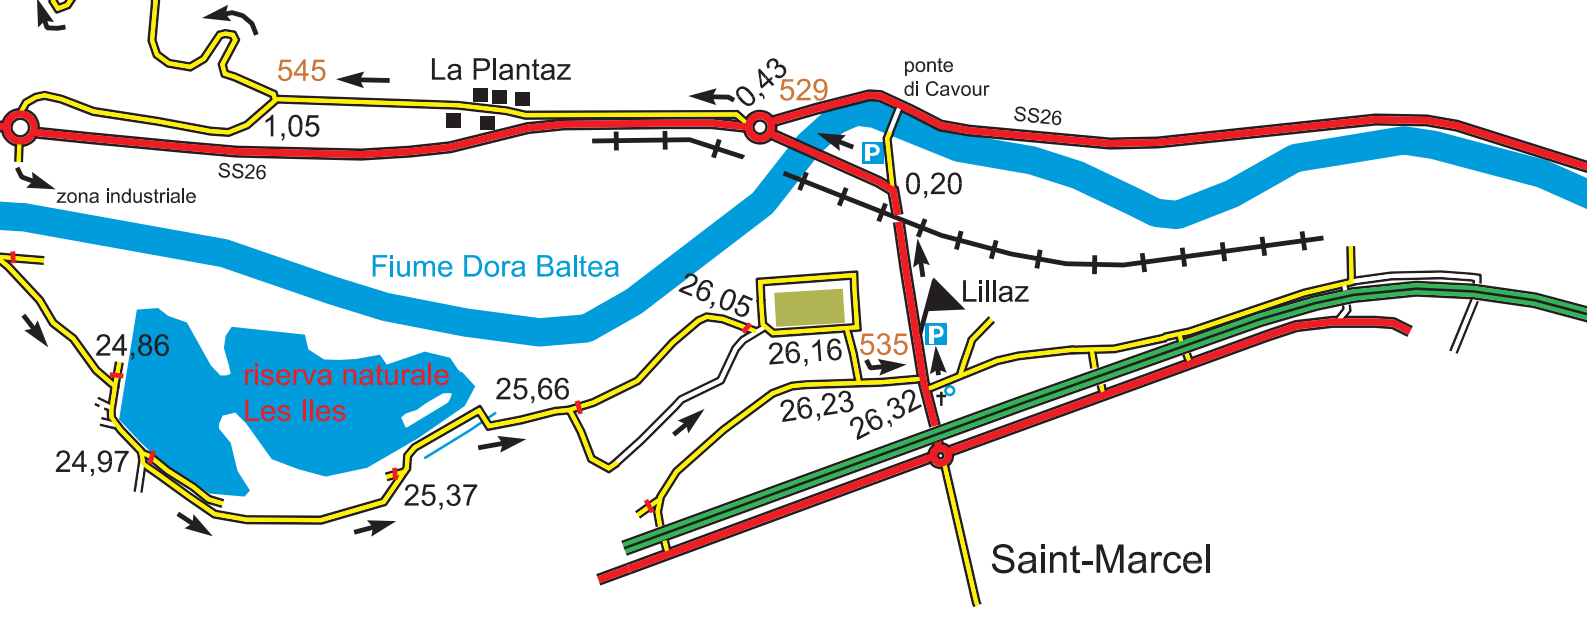 545
La Plantaz
0,43
529
ponte
di Cavour
SS26
1,05
SS26
P
zona industriale
0,20
Fiume Dora Baltea
26,05
Lillaz
P
24,86
26,16
535
riserva naturale
Les Iles
25,66
26,23
26,32
24,97
25,37
Saint-Marcel